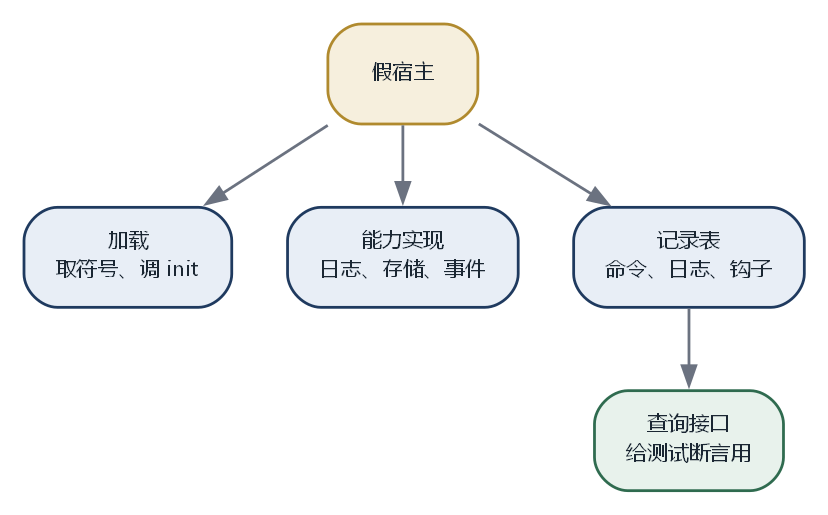 假宿主
加载
取符号、调 init
能力实现
日志、存储、事件
记录表
命令、日志、钩子
查询接口
给测试断言用